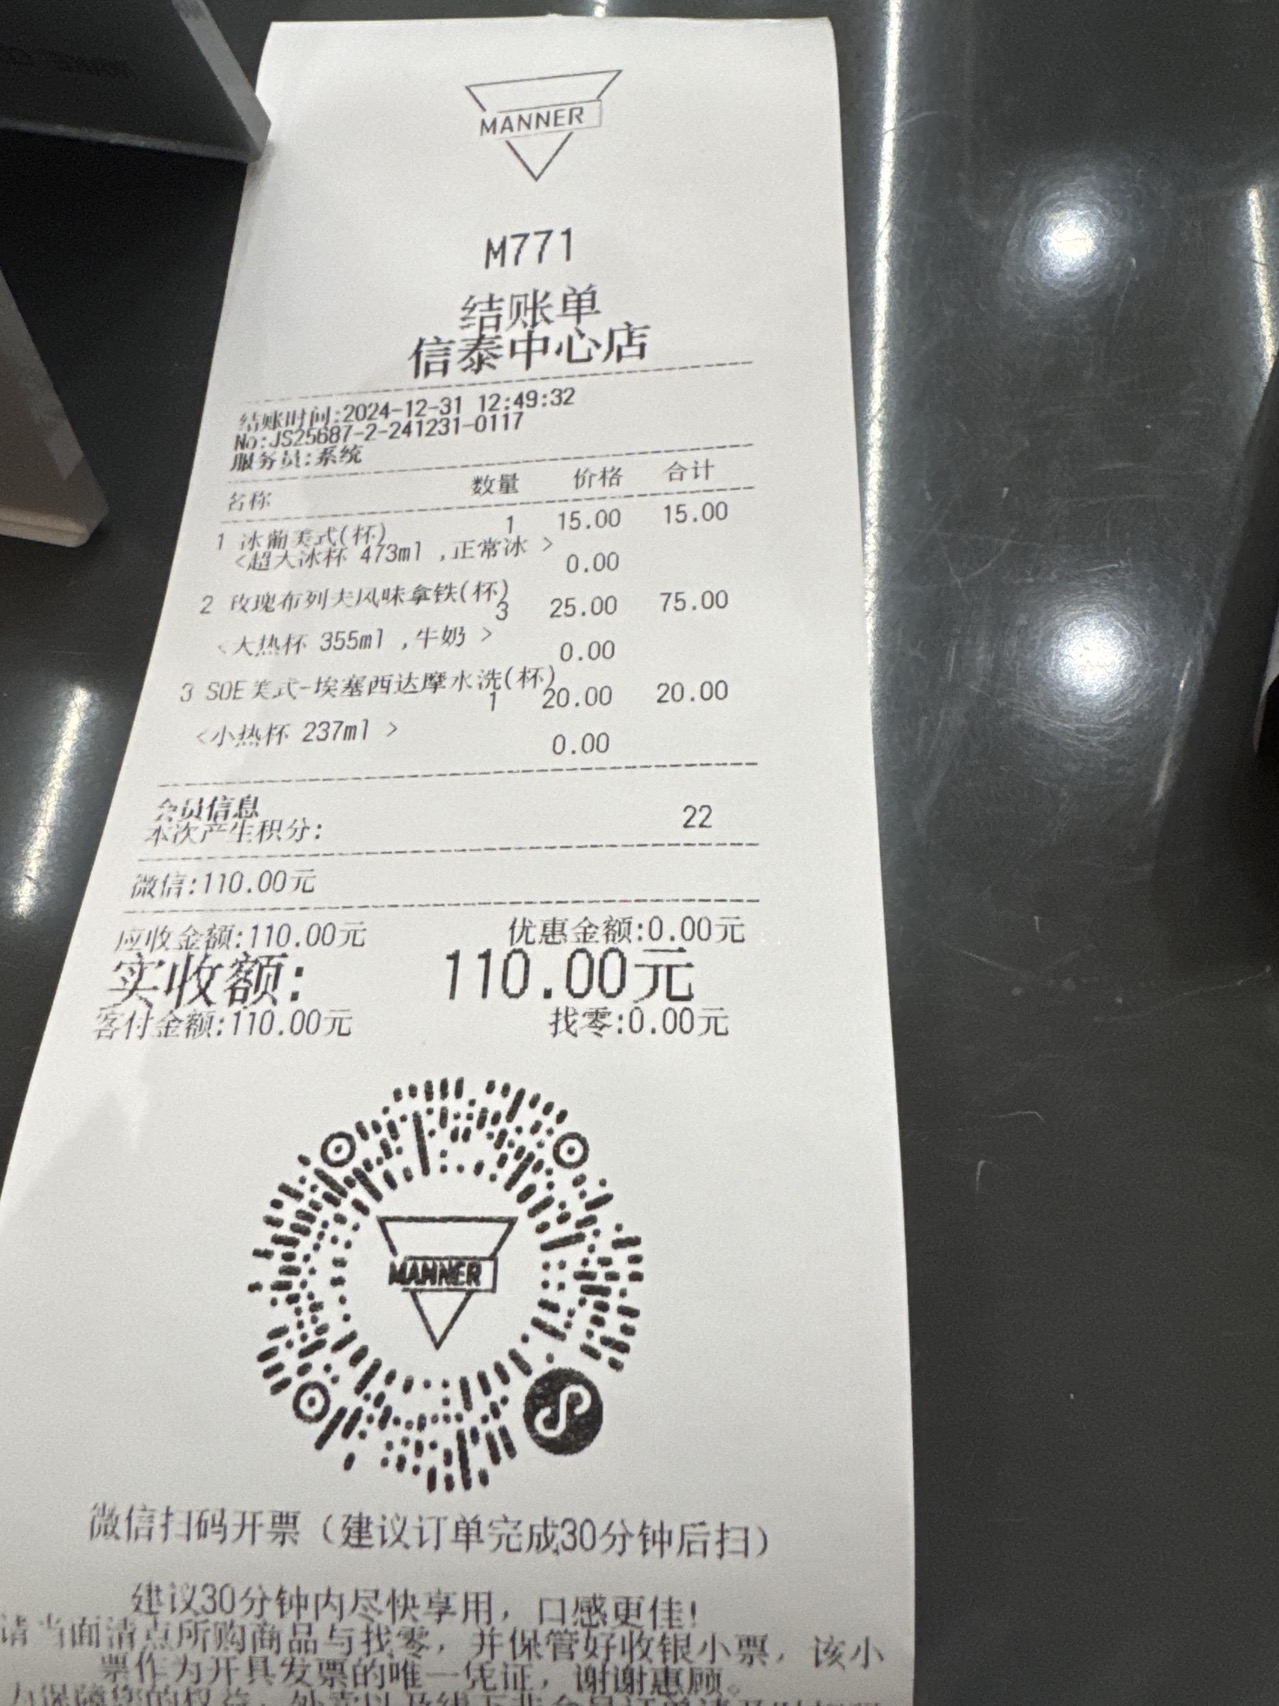 MANNER
M771
结账单
信泰中心店
结账时间:2024-12-31 12:49:32
No:JS25687-2-241231-0117
服务员:系统
名称 数量 价格 合计
1 冰葡美式(杯) 1 15.00 15.00
<超大冰杯 473ml ,正常冰 > 0.00
2 玫瑰布列夫风味拿铁(杯) 3 25.00 75.00
<大热杯 355ml ,牛奶 > 0.00
3 SOE美式-埃塞西达摩水洗(杯) 1 20.00 20.00
<小热杯 237ml > 0.00
会员信息
本次产生积分: 22
微信:110.00元
应收金额:110.00元 优惠金额:0.00元
实收额: 110.00元
客付金额:110.00元 找零:0.00元
MANNER
微信扫码开票（建议订单完成30分钟后扫）
建议30分钟内尽快享用，口感更佳!
请当面清点所购商品与找零，并保管好收银小票，该小
票作为开具发票的唯一凭证，谢谢惠顾。